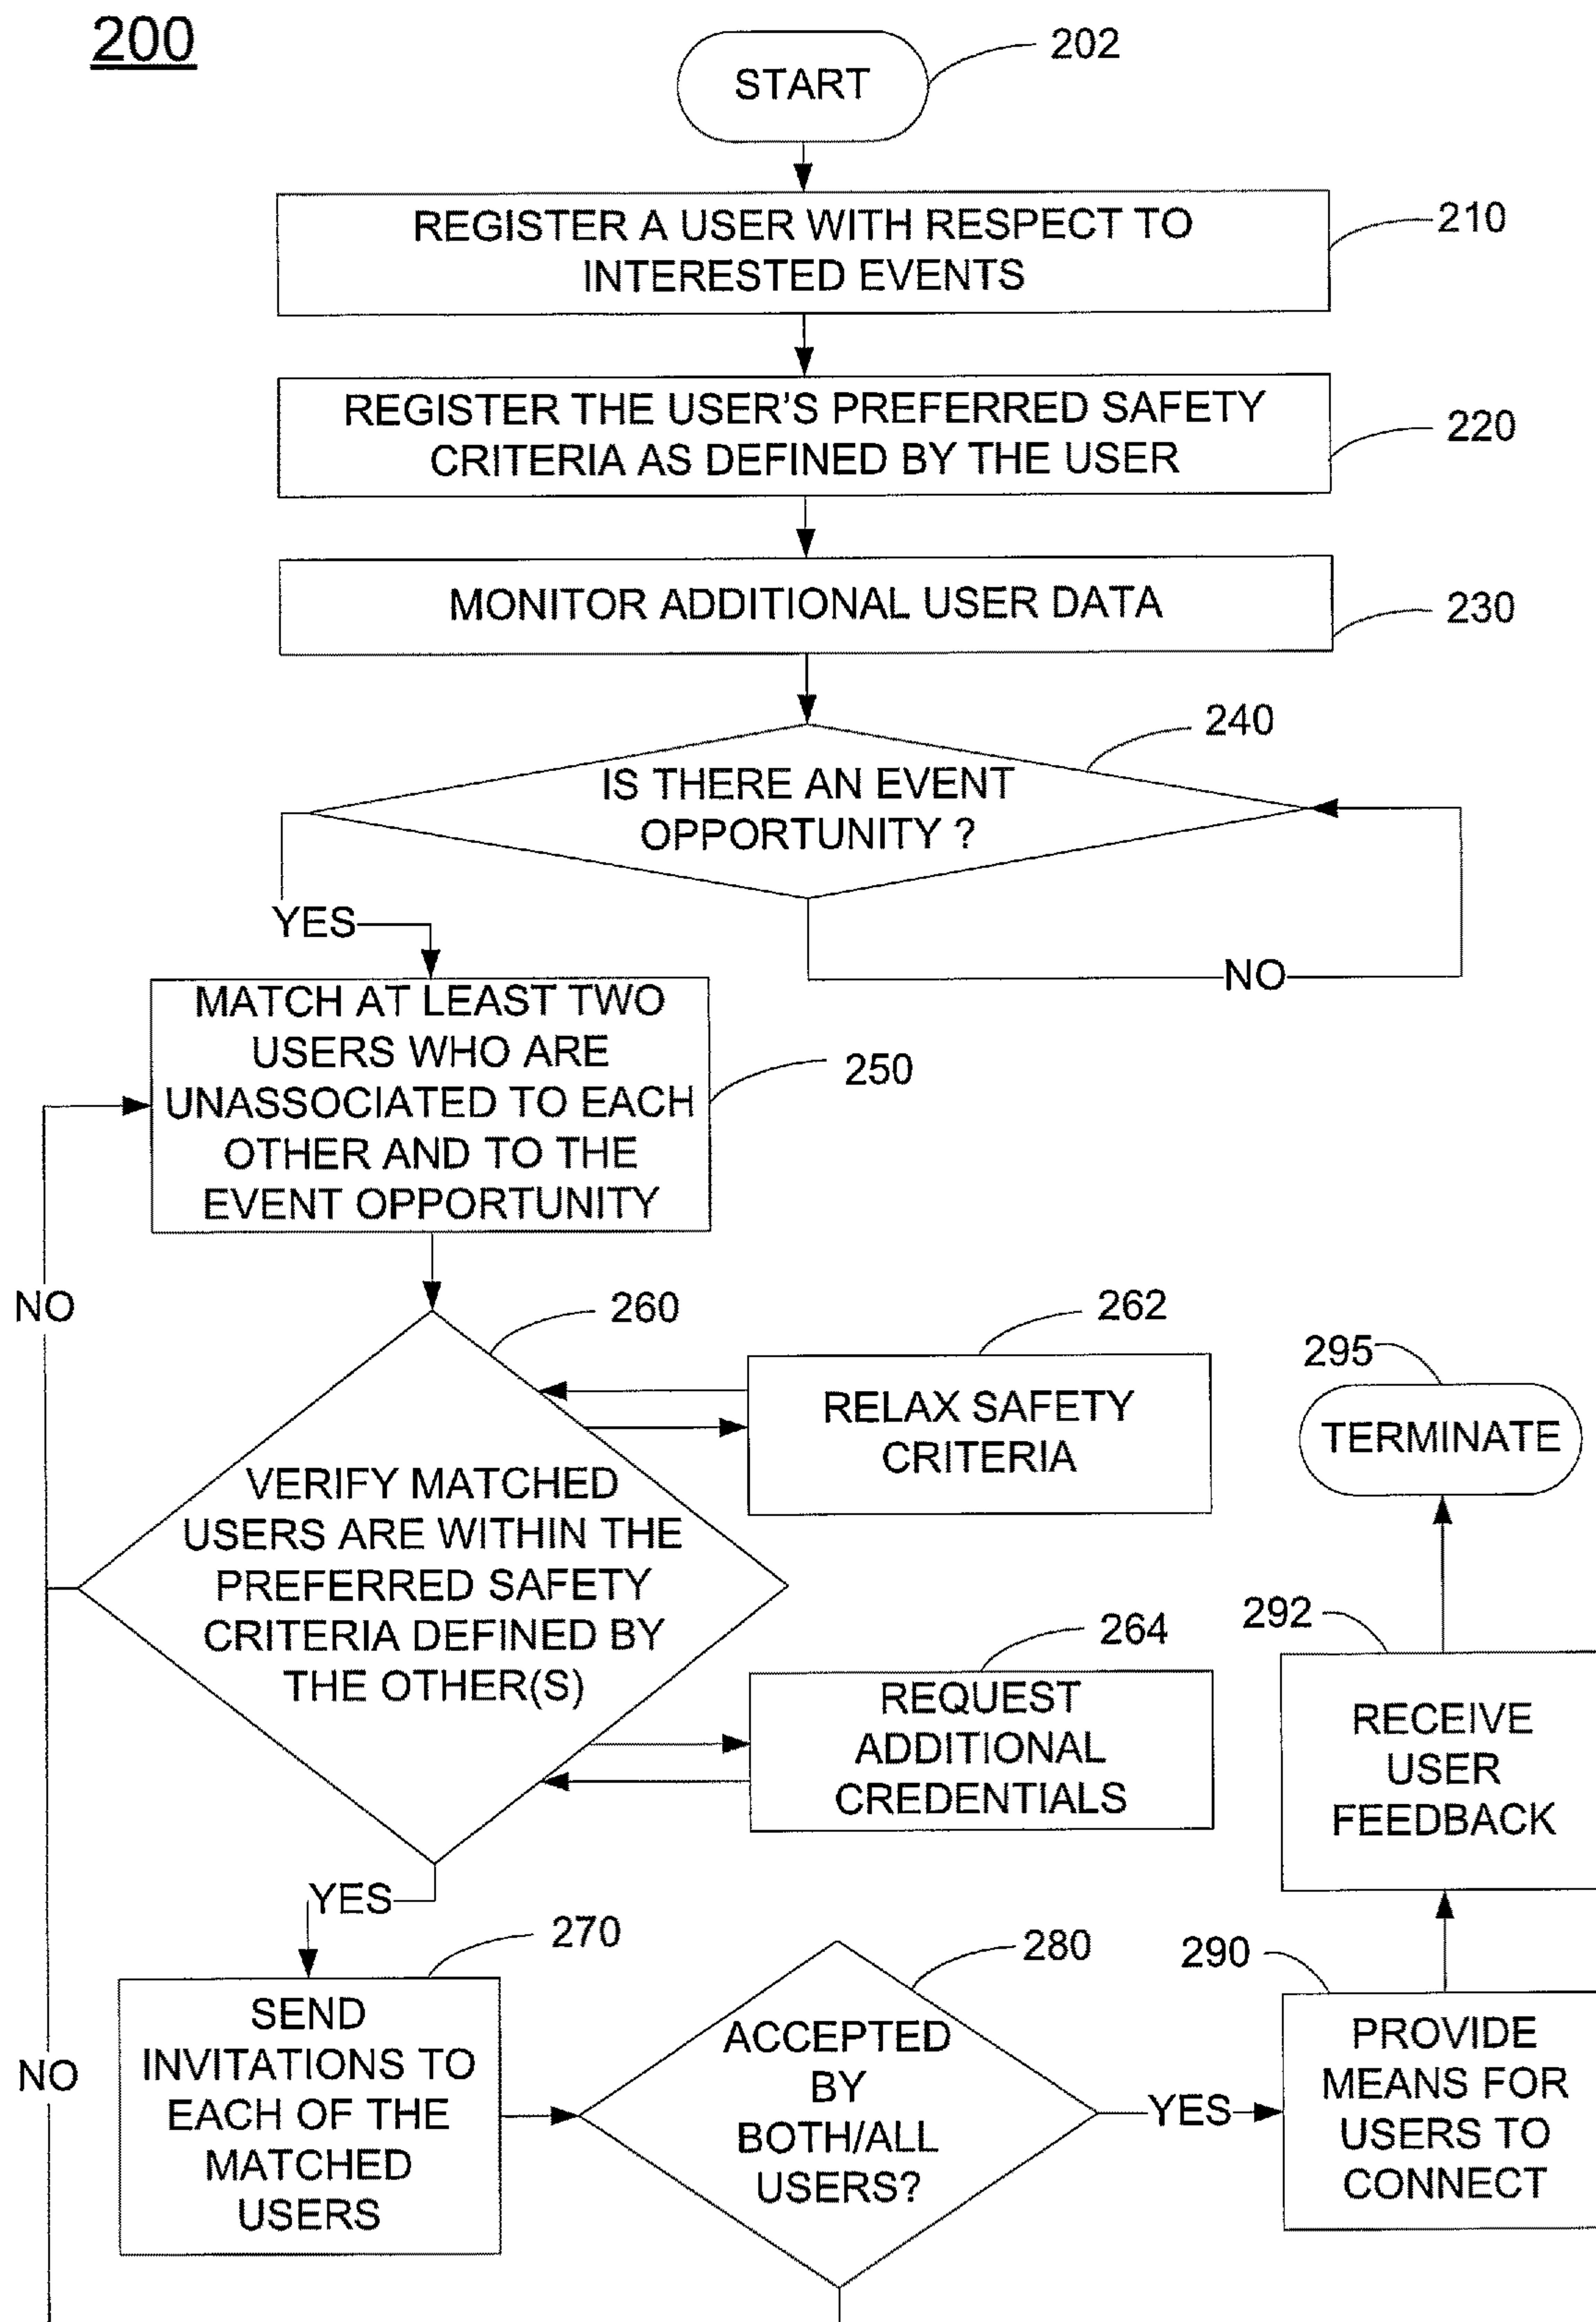 200
START
202
REGISTER A USER WITH RESPECT TO
INTERESTED EVENTS
210
REGISTER THE USER'S PREFERRED SAFETY
CRITERIA AS DEFINED BY THE USER
220
MONITOR ADDITIONAL USER DATA
230
240
IS THERE AN EVENT
OPPORTUNITY ?
YES
NO
MATCH AT LEAST TWO
USERS WHO ARE
UNASSOCIATED TO EACH
OTHER AND TO THE
EVENT OPPORTUNITY
250
NO
260
262
RELAX SAFETY
CRITERIA
295
TERMINATE
VERIFY MATCHED
USERS ARE WITHIN THE
PREFERRED SAFETY
CRITERIA DEFINED BY
THE OTHER(S)
264
REQUEST
ADDITIONAL
CREDENTIALS
292
RECEIVE
USER
FEEDBACK
YES
270
SEND
INVITATIONS TO
EACH OF THE
MATCHED
USERS
280
ACCEPTED
BY
BOTH/ALL
USERS?
YES
290
PROVIDE
MEANS FOR
USERS TO
CONNECT
NO